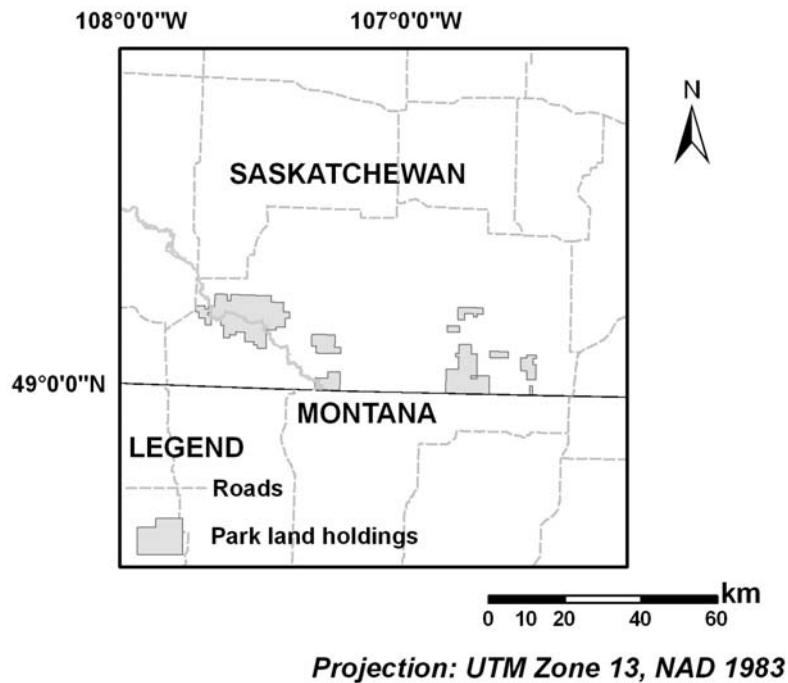 108°0'0"W 107°0'0"W
N
SASKATCHEWAN
49°0'0"N
MONTANA
LEGEND
Roads
Park land holdings
km
0 10 20 40 60
Projection: UTM Zone 13, NAD 1983